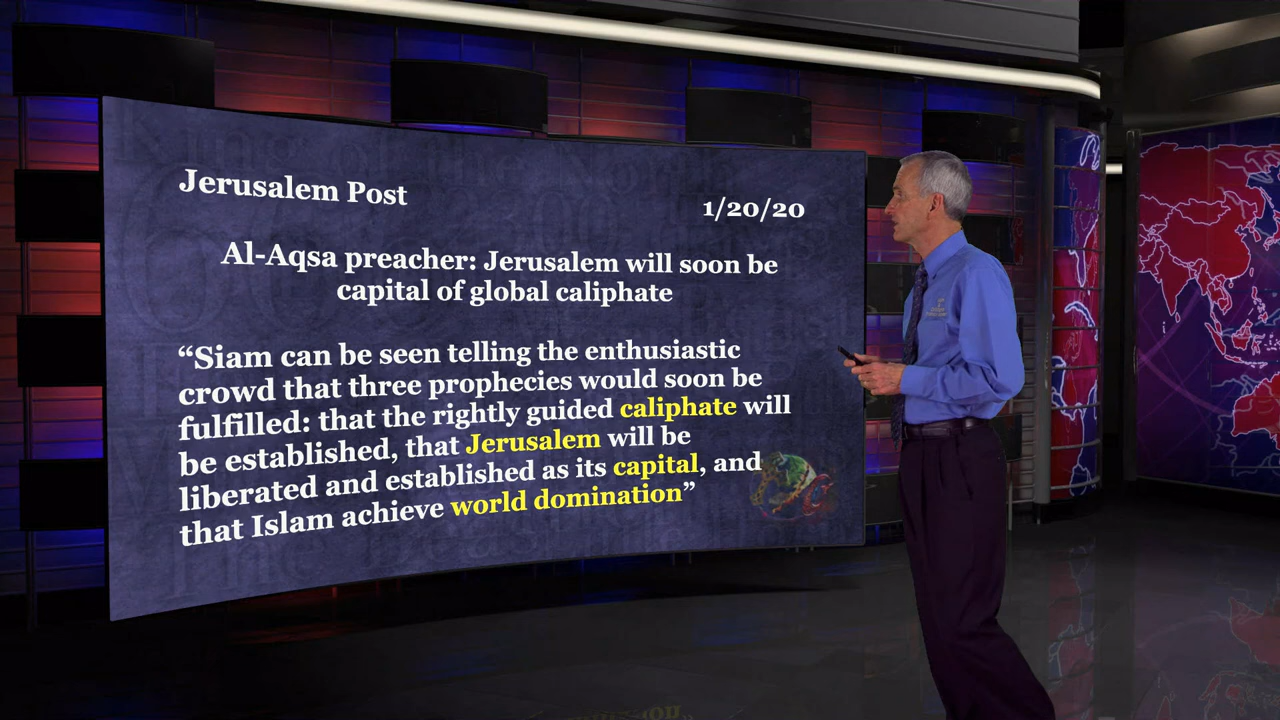 Jerusalem Post
1/20/20
Al-Aqsa preacher: Jerusalem will soon be
capital of global caliphate
“Siam can be seen telling the enthusiastic
crowd that three prophecies would soon be
fulfilled: that the rightly guided caliphate will
be established, that Jerusalem will be
liberated and established as its capital, and
that Islam achieve world domination”